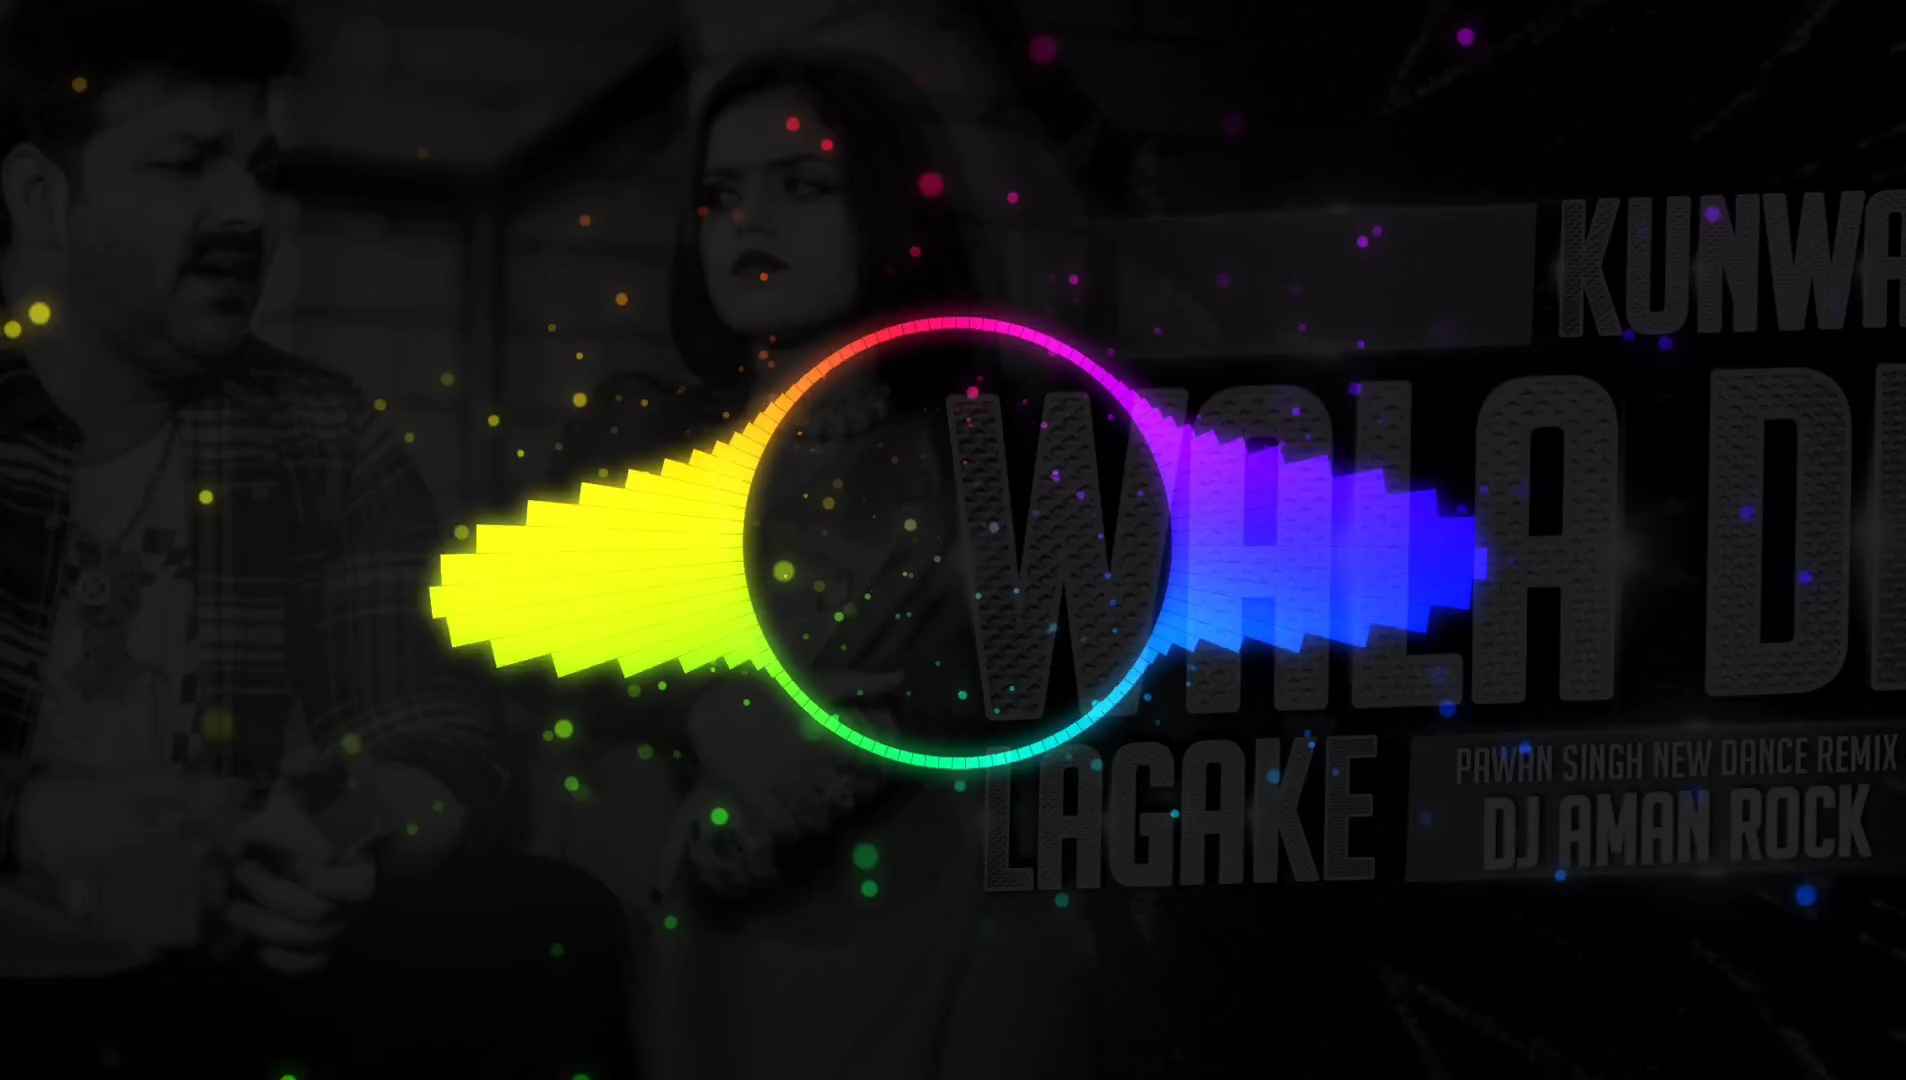 KUNWA
WALA D
LAGAKE
PAWAN SINGH NEW DANCE REMIX
DJ AMAN ROCK